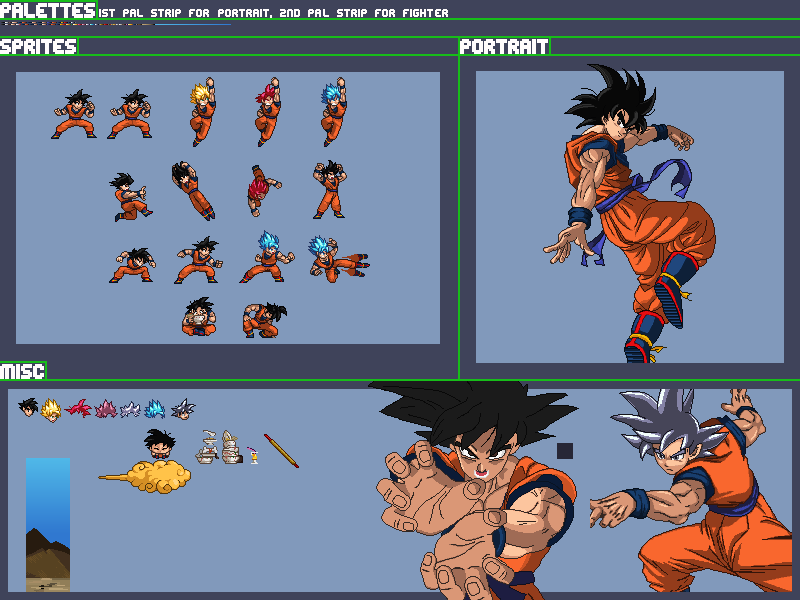 PALETTES 1ST PAL STRIP FOR PORTRAIT, 2ND PAL STRIP FOR FIGHTER
SPRITES
PORTRAIT
MISC